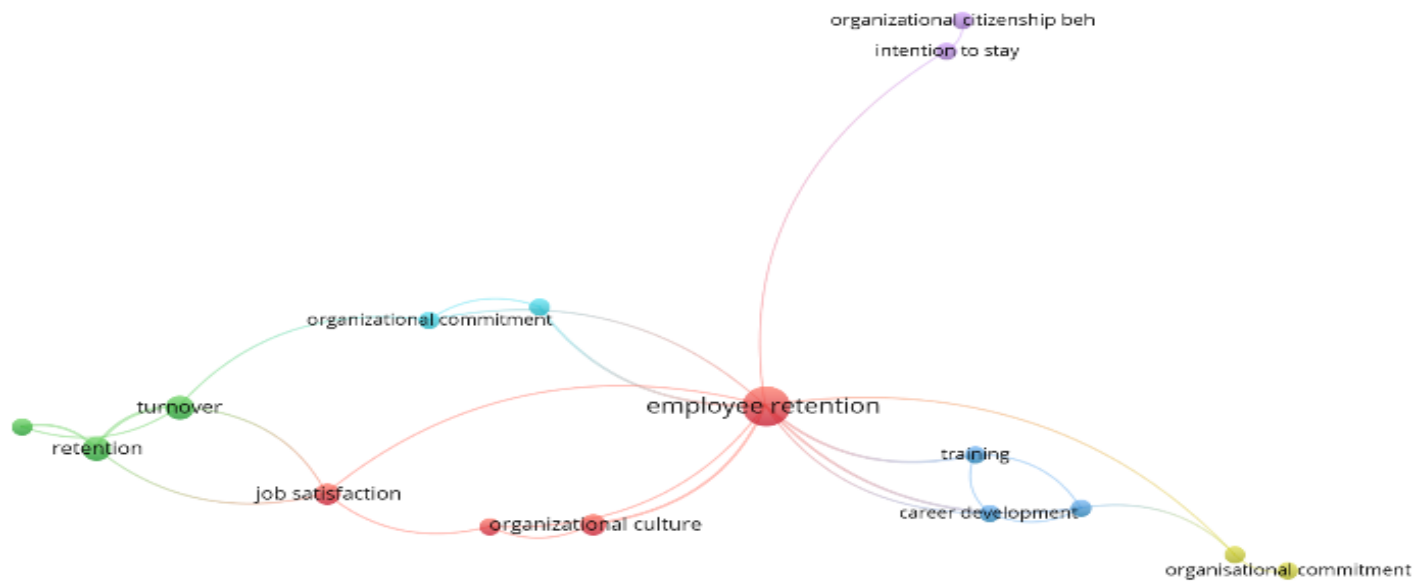 organizational citizenship beh
intention to stay
organizational commitment
employee retention
turnover
retention
training
job satisfaction
career development
organizational culture
organisational commitment